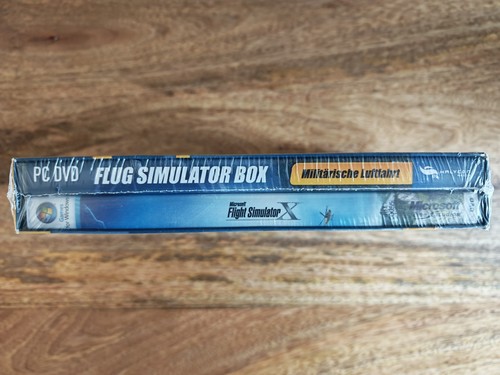 PC DVD FLUG SIMULATOR BOX Militärische Luftfahrt
Microsoft
Flight Simulator X
Microsoft